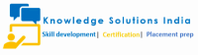 Knowledge Solutions India
Skill development | Certification | Placement prep